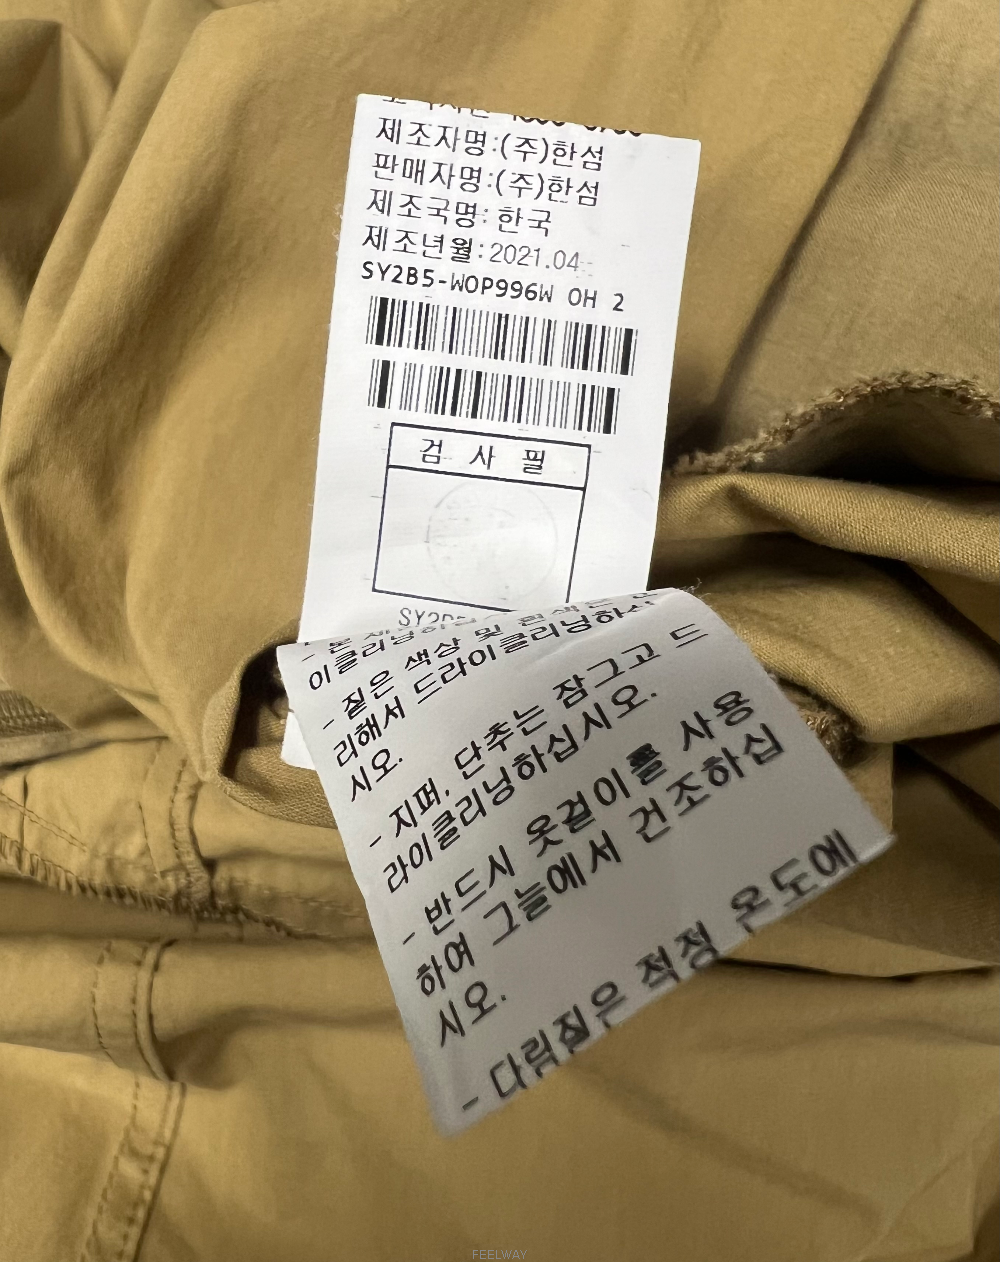 제조자명:(주)한섬
판매자명:(주)한섬
제조국명: 한국
제조년월:2021.04
SY2B5-WOP996W OH 2
검 사 필
이클리닝하십
- 짙은 색상 및 흰색은 드
리해서 드라이클리닝하십
시오.
- 지퍼, 단추는 잠그고 드
라이클리닝하십시오.
- 반드시 옷걸이를 사용
하여 그늘에서 건조하십
시오.
- 다림질은 적정 온도에
FEELWAY